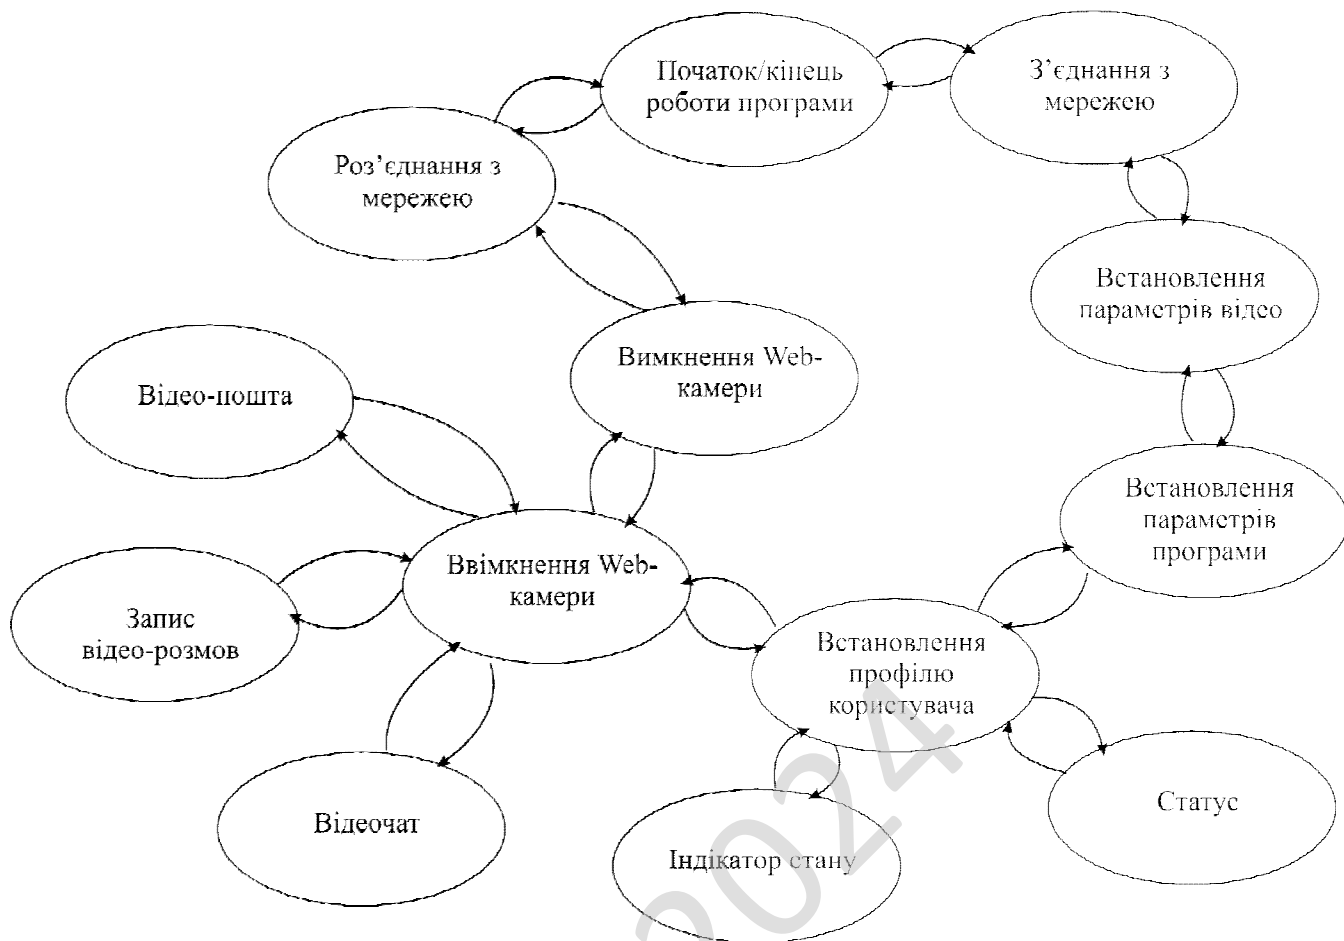 Початок/кінець
роботи програми
З’єднання з
мережею
Роз’єднання з
мережею
Встановлення
параметрів відео
Вимкнення Web-
камери
Відео-пошта
Встановлення
параметрів
програми
Ввімкнення Web-
камери
Запис
відео-розмов
Встановлення
профілю
користувача
Відеочат
Статус
Індікатор стану
2024